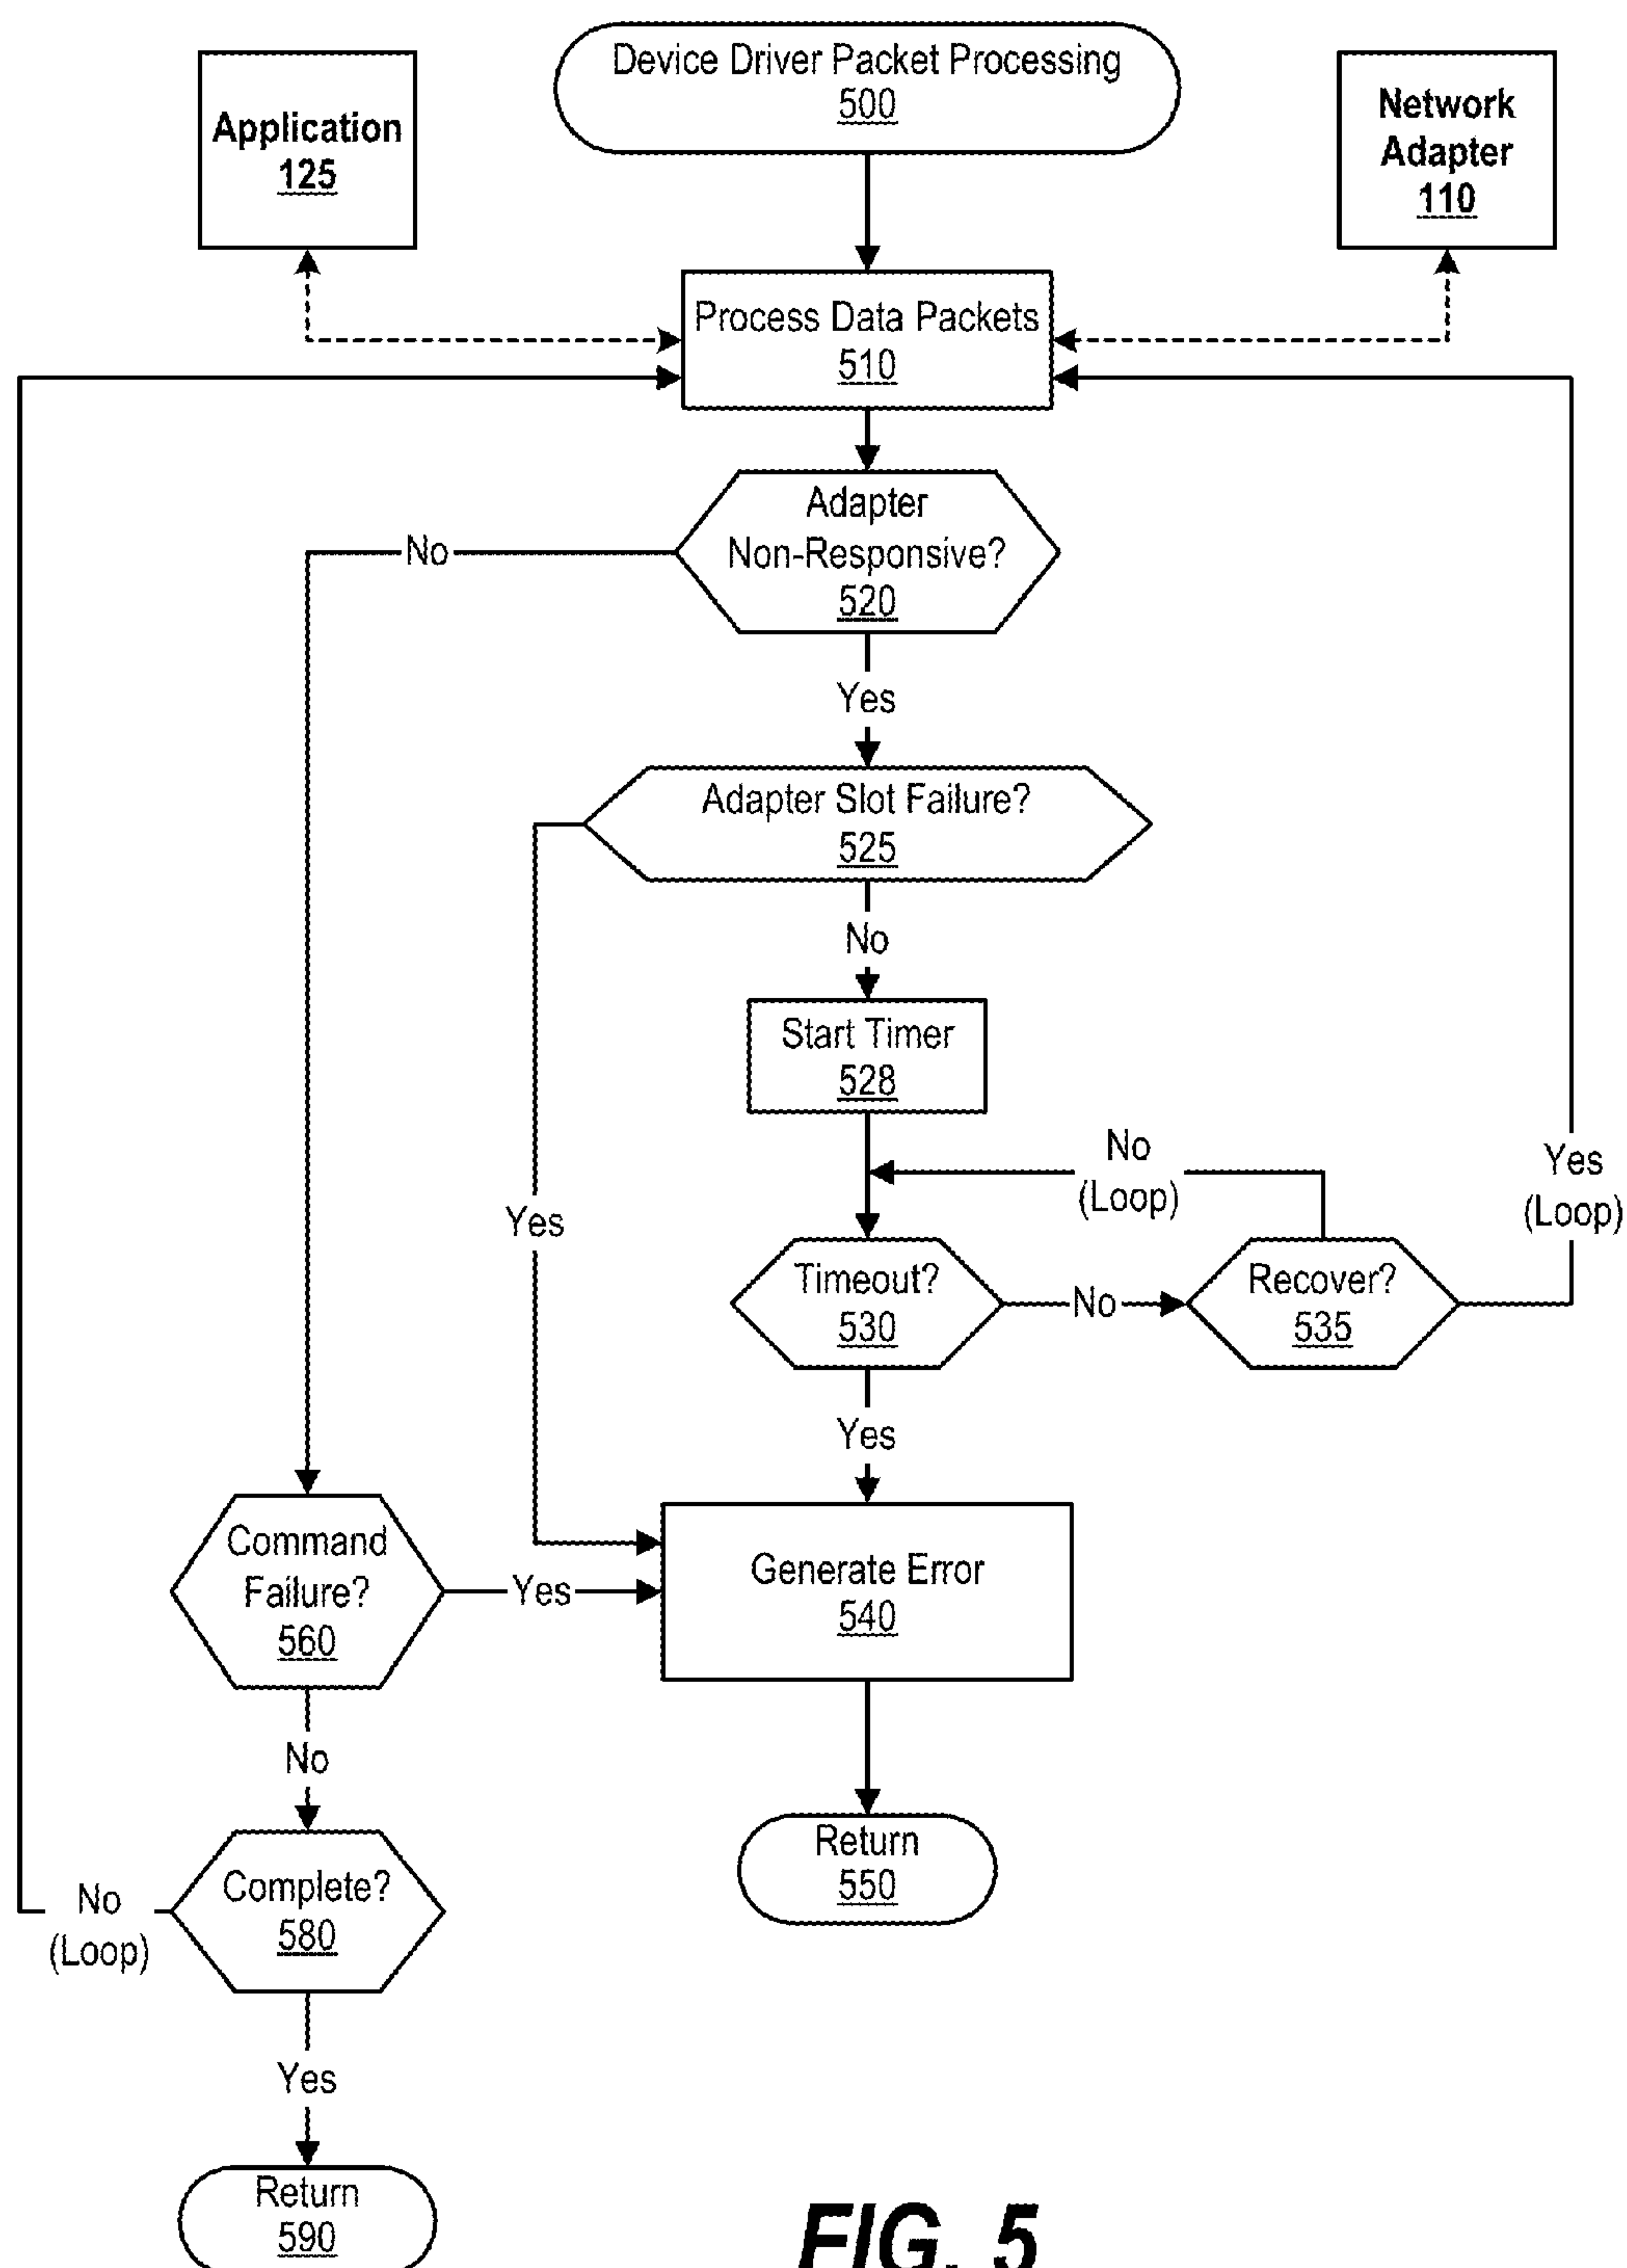 Device Driver Packet Processing
500
Application
125
Network
Adapter
110
Process Data Packets
510
Adapter
Non-Responsive?
520
No
Yes
Adapter Slot Failure?
525
No
Start Timer
528
No
(Loop)
Yes
(Loop)
Yes
Timeout?
530
No
Recover?
535
Yes
Command
Failure?
560
Yes
Generate Error
540
No
Return
550
Complete?
580
No
(Loop)
Yes
Return
590
FIG. 5